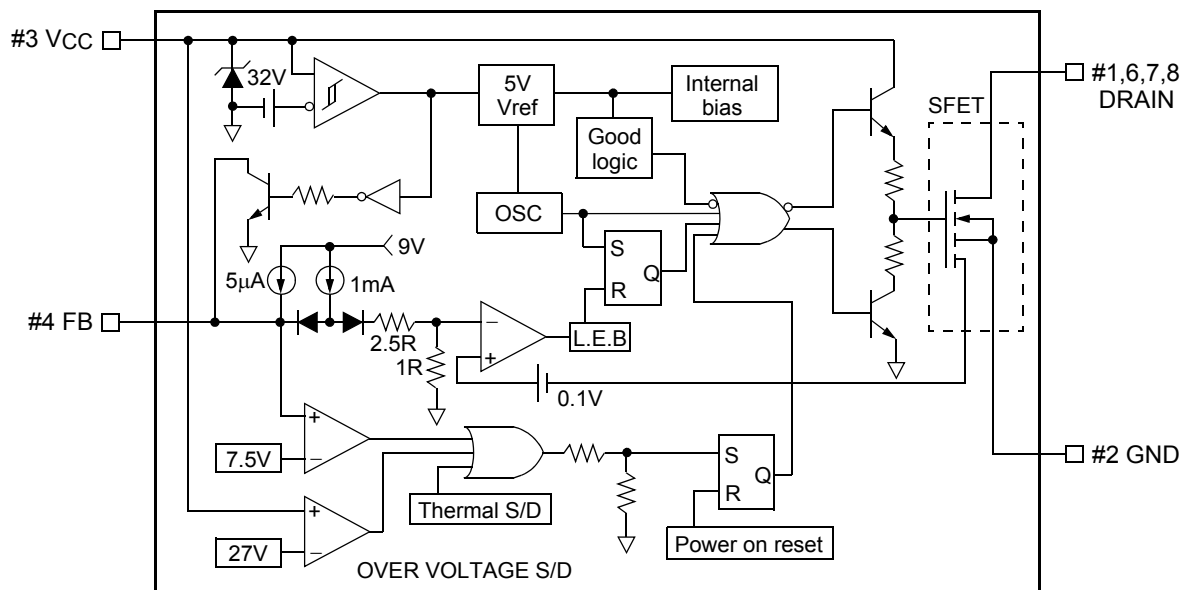 #3 VCC
32V
5V
Vref
Internal
bias
#1,6,7,8
DRAIN
SFET
Good
logic
OSC
9V
5μA
1mA
S
R
Q
#4 FB
2.5R
1R
−
+
L.E.B
0.1V
+
−
7.5V
#2 GND
S
R
Q
Thermal S/D
+
−
27V
Power on reset
OVER VOLTAGE S/D